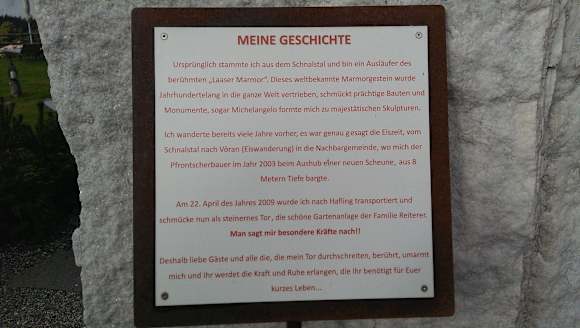 MEINE GESCHICHTE
Ursprünglich stammte ich aus dem Schnalstal und bin ein Ausläufer des
berühmten „Laaser Marmor“. Dieses weltbekannte Marmorgestein wurde
Jahrhundertelang in die ganze Welt vertrieben, schmückt prächtige Bauten und
Monumente, sogar Michelangelo formte mich zu majestätischen Skulpturen.
Ich wanderte bereits viele Jahre vorher, es war genau gesagt die Eiszeit, vom
Schnalstal nach Vöran (Eiswanderung) in die Nachbargemeinde, wo mich der
Pfrontscherbauer im Jahr 2003 beim Aushub einer neuen Scheune, aus 8
Metern Tiefe bargte.
Am 22. April des Jahres 2009 wurde ich nach Hafling transportiert und
schmücke nun als steinernes Tor, die schöne Gartenanlage der Familie Reiterer.
Man sagt mir besondere Kräfte nach!!
Deshalb liebe Gäste und alle die, die mein Tor durchschreiten, berührt, umarmt
mich und ihr werdet die Kraft und Ruhe erlangen, die Ihr benötigt für Euer
kurzes Leben...